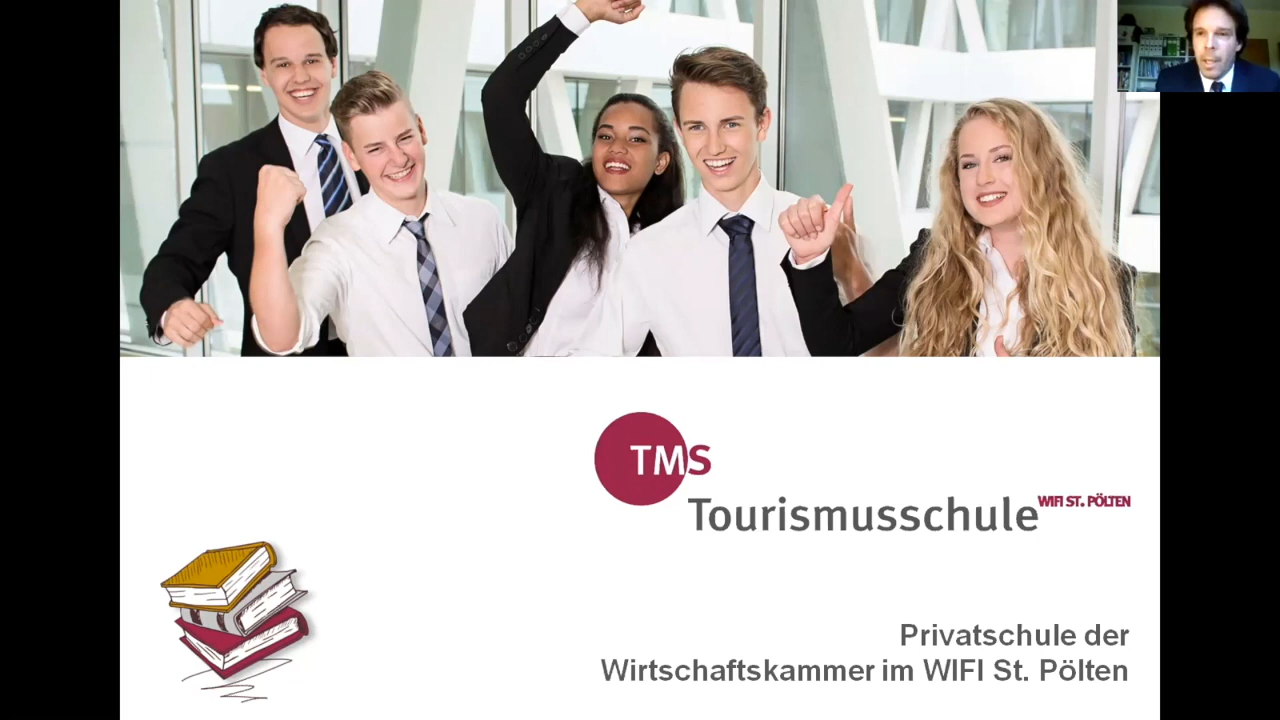 TMS
Tourismusschule WIFI ST. PÖLTEN
Privatschule der
Wirtschaftskammer im WIFI St. Pölten